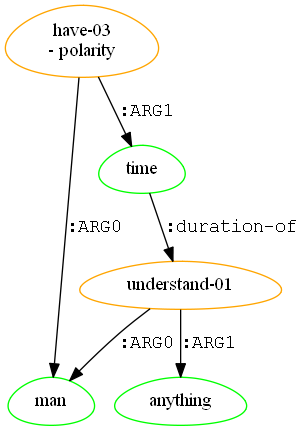 have-03
- polarity
:ARG1
time
:ARG0
:duration-of
understand-01
:ARG0
:ARG1
man
anything